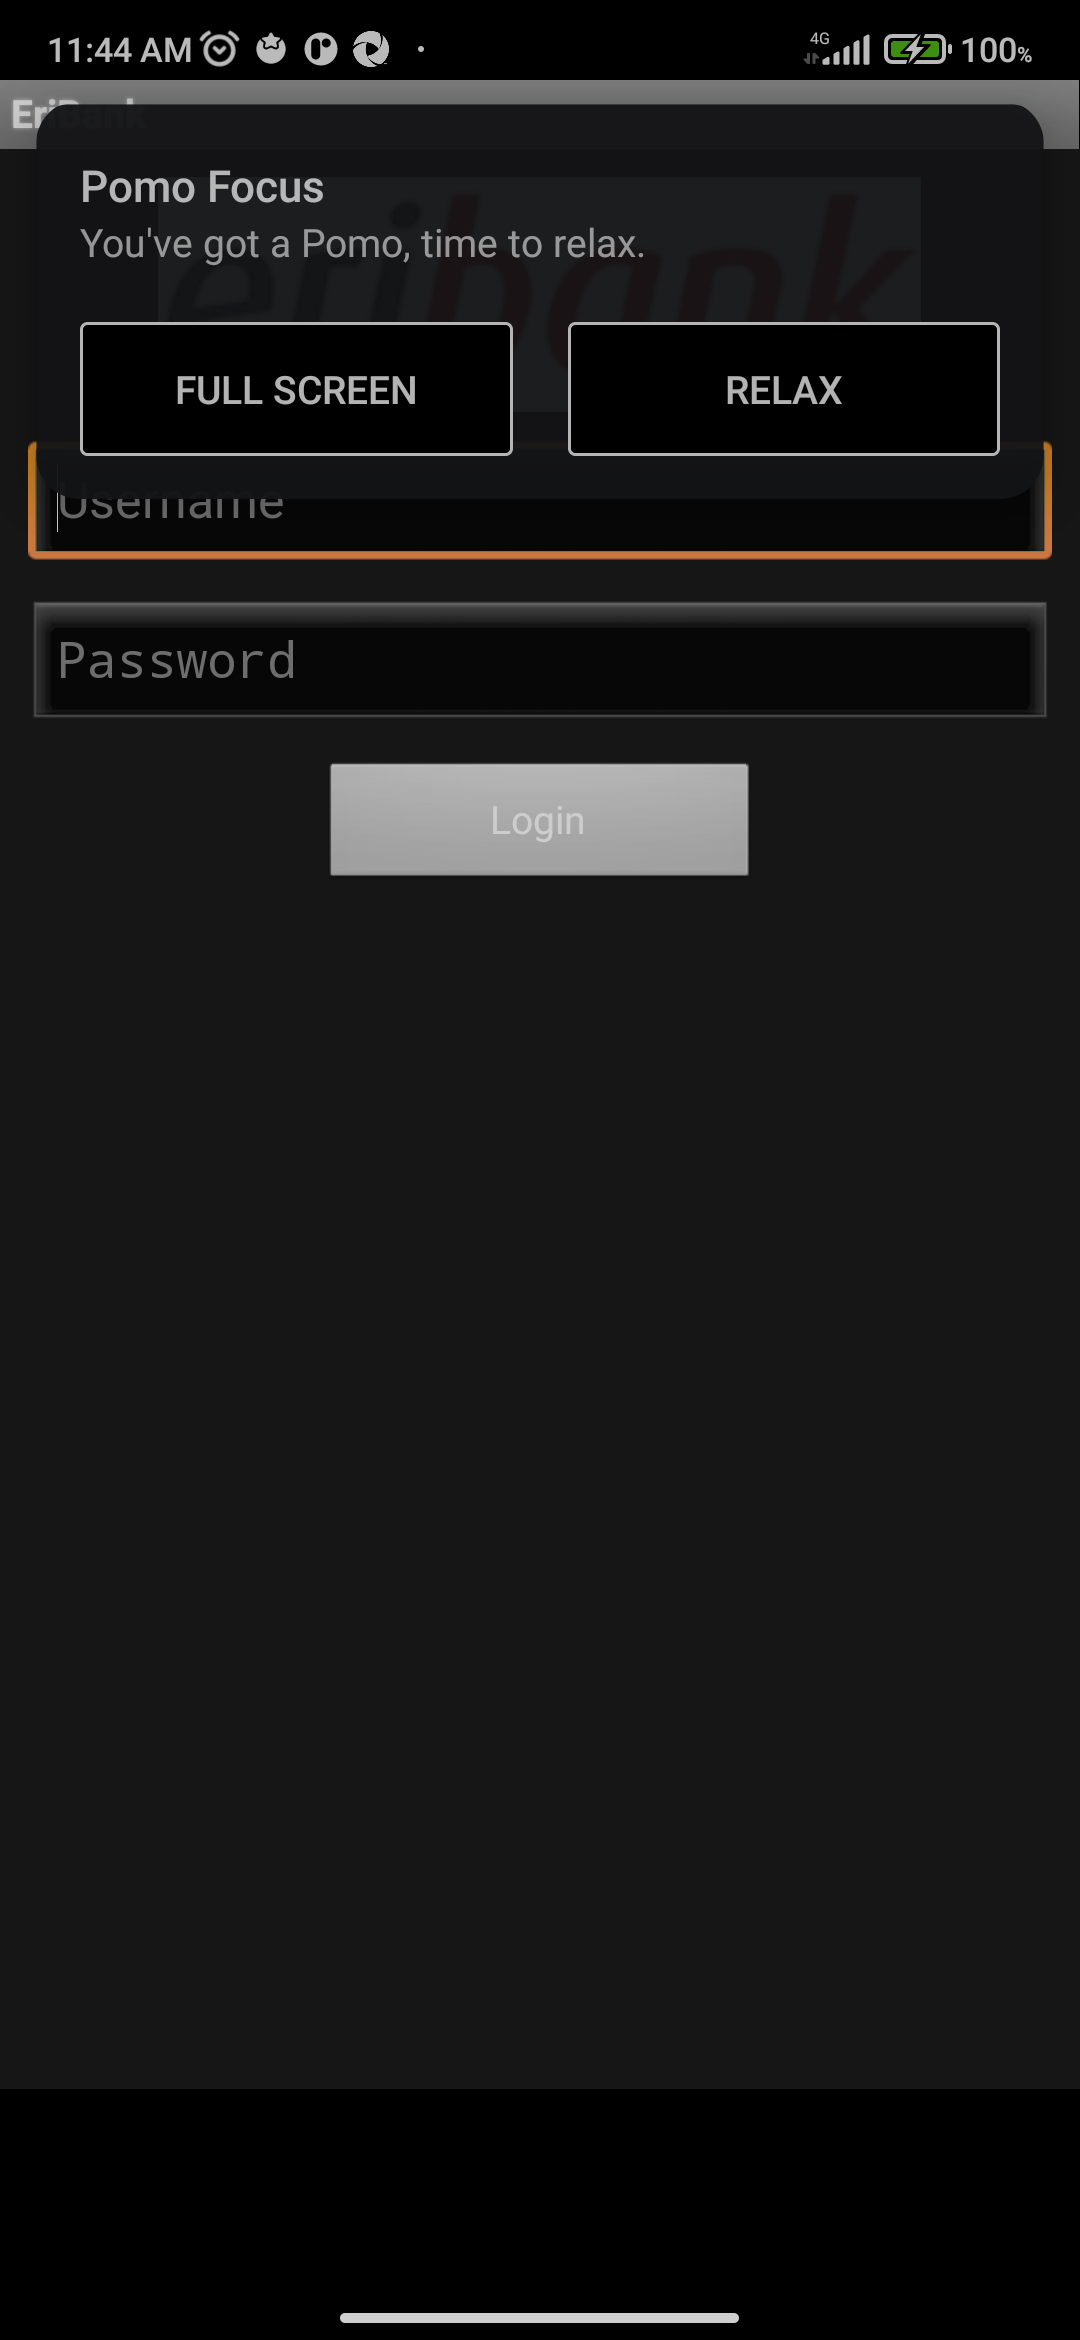 11:44 AM
4G
100%
EriBank
Pomo Focus
You've got a Pomo, time to relax.
eribank
FULL SCREEN
RELAX
Username
Password
Login